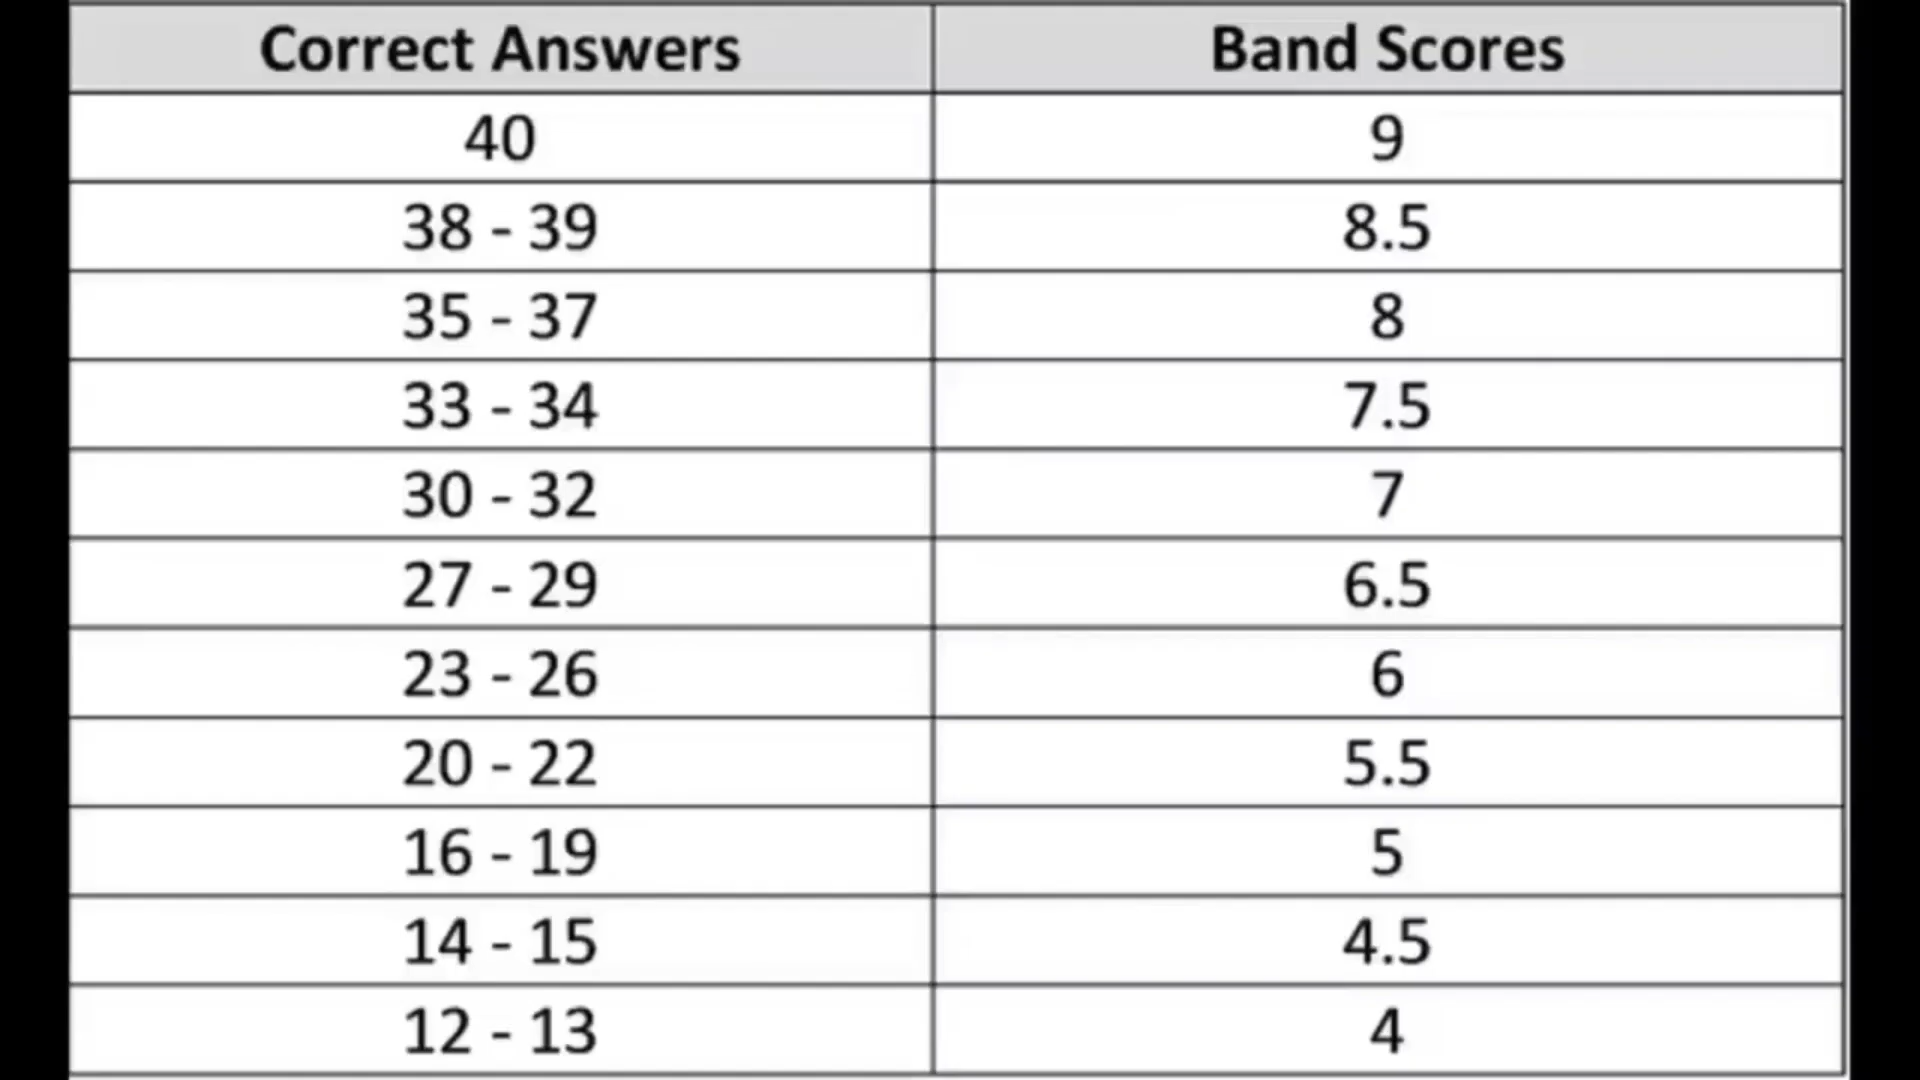 Correct Answers Band Scores
40 9
38 - 39 8.5
35 - 37 8
33 - 34 7.5
30 - 32 7
27 - 29 6.5
23 - 26 6
20 - 22 5.5
16 - 19 5
14 - 15 4.5
12 - 13 4